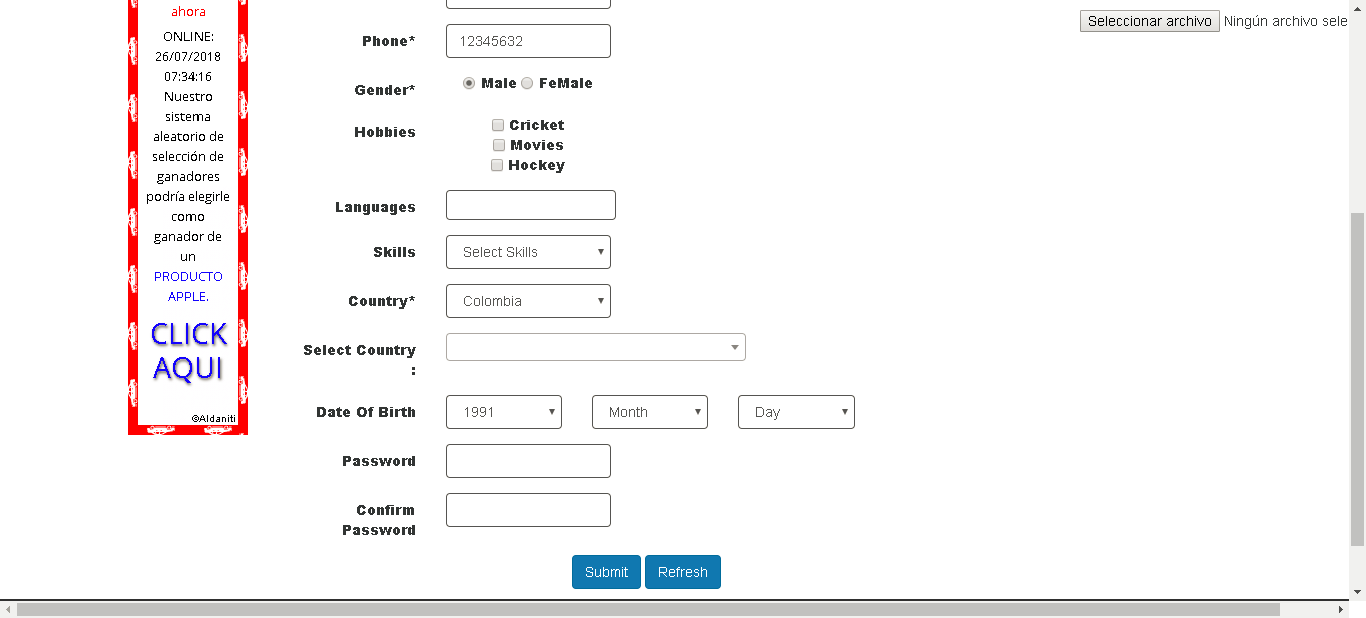 ahora
ONLINE:
26/07/2018
07:34:16
Nuestro
sistema
aleatorio de
selección de
ganadores
podría elegirle
como
ganador de
un
PRODUCTO
APPLE.
CLICK
AQUI
©Aldaniti
Phone*
12345632
Gender*
Male FeMale
Hobbies
Cricket
Movies
Hockey
Languages
Skills
Select Skills
Country*
Colombia
Select Country
:
Date Of Birth
1991 Month Day
Password
Confirm
Password
Submit Refresh
Seleccionar archivo Ningún archivo sele